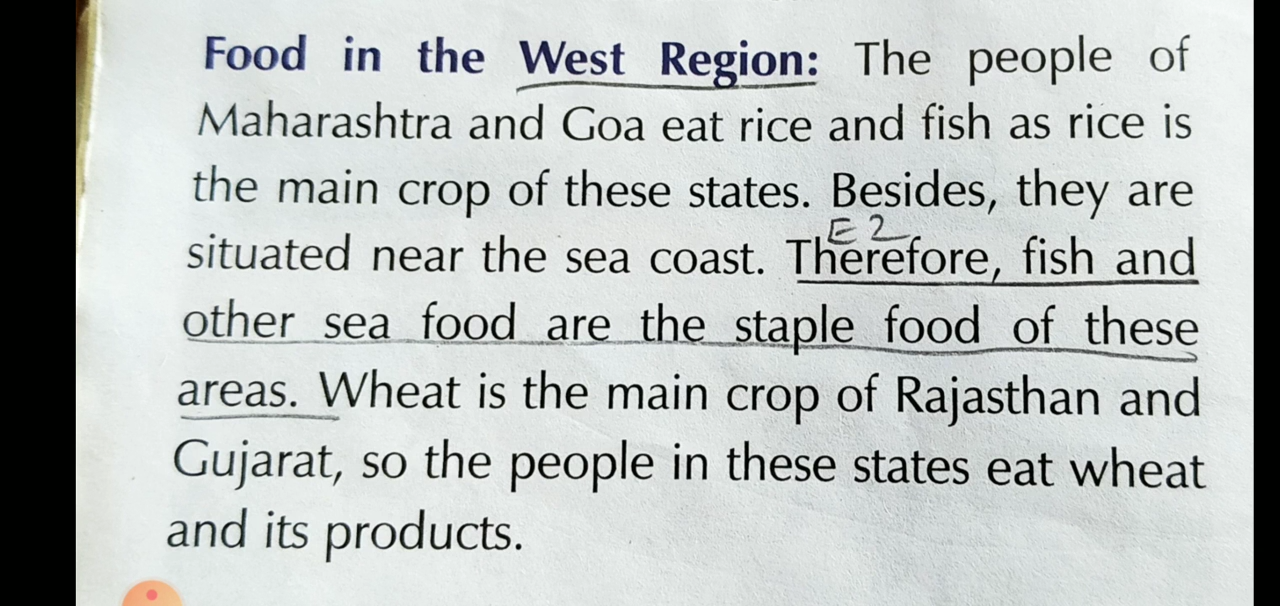 Food in the West Region: The people of
Maharashtra and Goa eat rice and fish as rice is
the main crop of these states. Besides, they are
E2
situated near the sea coast. Therefore, fish and
other sea food are the staple food of these
areas. Wheat is the main crop of Rajasthan and
Gujarat, so the people in these states eat wheat
and its products.